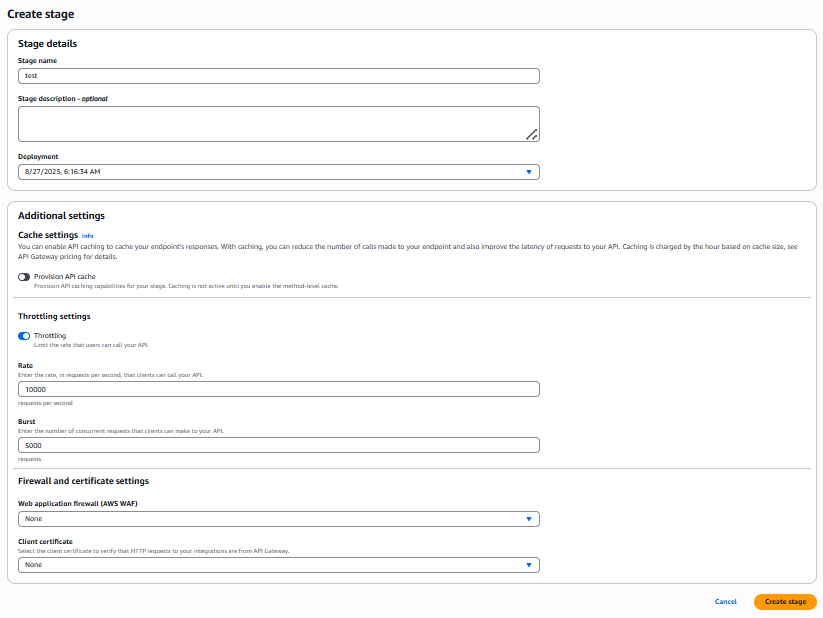 Create stage
Stage details
Stage name
test
Stage description - optional
Deployment
8/27/2025, 6:16:34 AM
Additional settings
Cache settings Info
You can enable API caching to cache your endpoint's responses. With caching, you can reduce the number of calls made to your endpoint and also improve the latency of requests to your API. Caching is charged by the hour based on cache size, see
API Gateway pricing for details.
Provision API cache
Provision API caching capabilities for your stage. Caching is not active until you enable the method-level cache.
Throttling settings
Throttling
Limit the rate that users can call your API.
Rate
Enter the rate, in requests per second, that clients can call your API.
10000
requests per second
Burst
Enter the number of concurrent requests that clients can make to your API.
5000
requests
Firewall and certificate settings
Web application firewall (AWS WAF)
None
Client certificate
Select the client certificate to verify that HTTP requests to your integrations are from API Gateway.
None
Cancel
Create stage